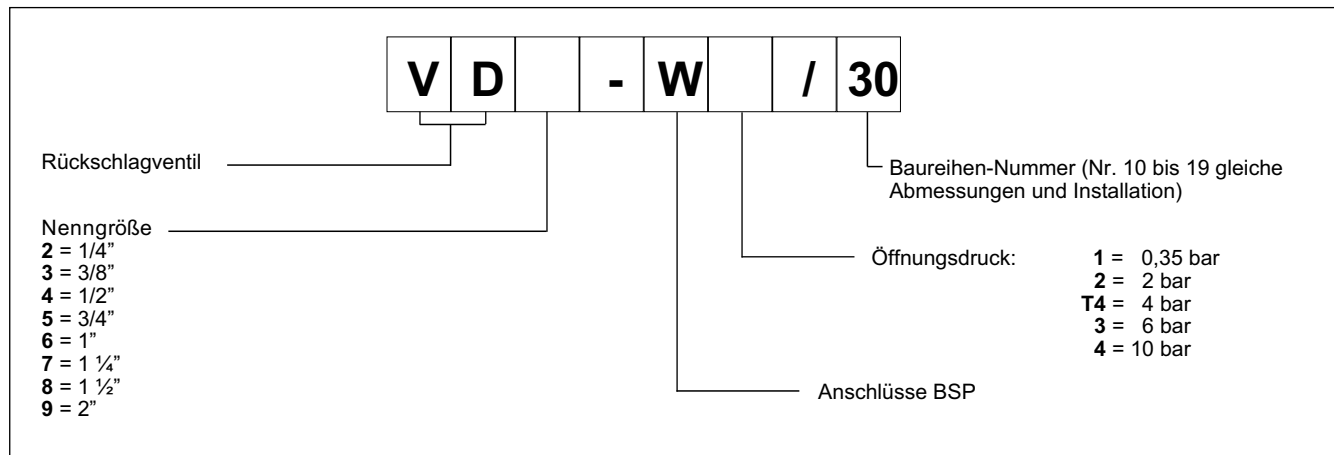 V D - W / 30
Rückschlagventil
Baureihen-Nummer (Nr. 10 bis 19 gleiche
Abmessungen und Installation)
Nenngröße
2 = 1/4”
3 = 3/8”
4 = 1/2”
5 = 3/4”
6 = 1”
7 = 1 ¼”
8 = 1 ½”
9 = 2”
Öffnungsdruck:
1 = 0,35 bar
2 = 2 bar
T4 = 4 bar
3 = 6 bar
4 = 10 bar
Anschlüsse BSP